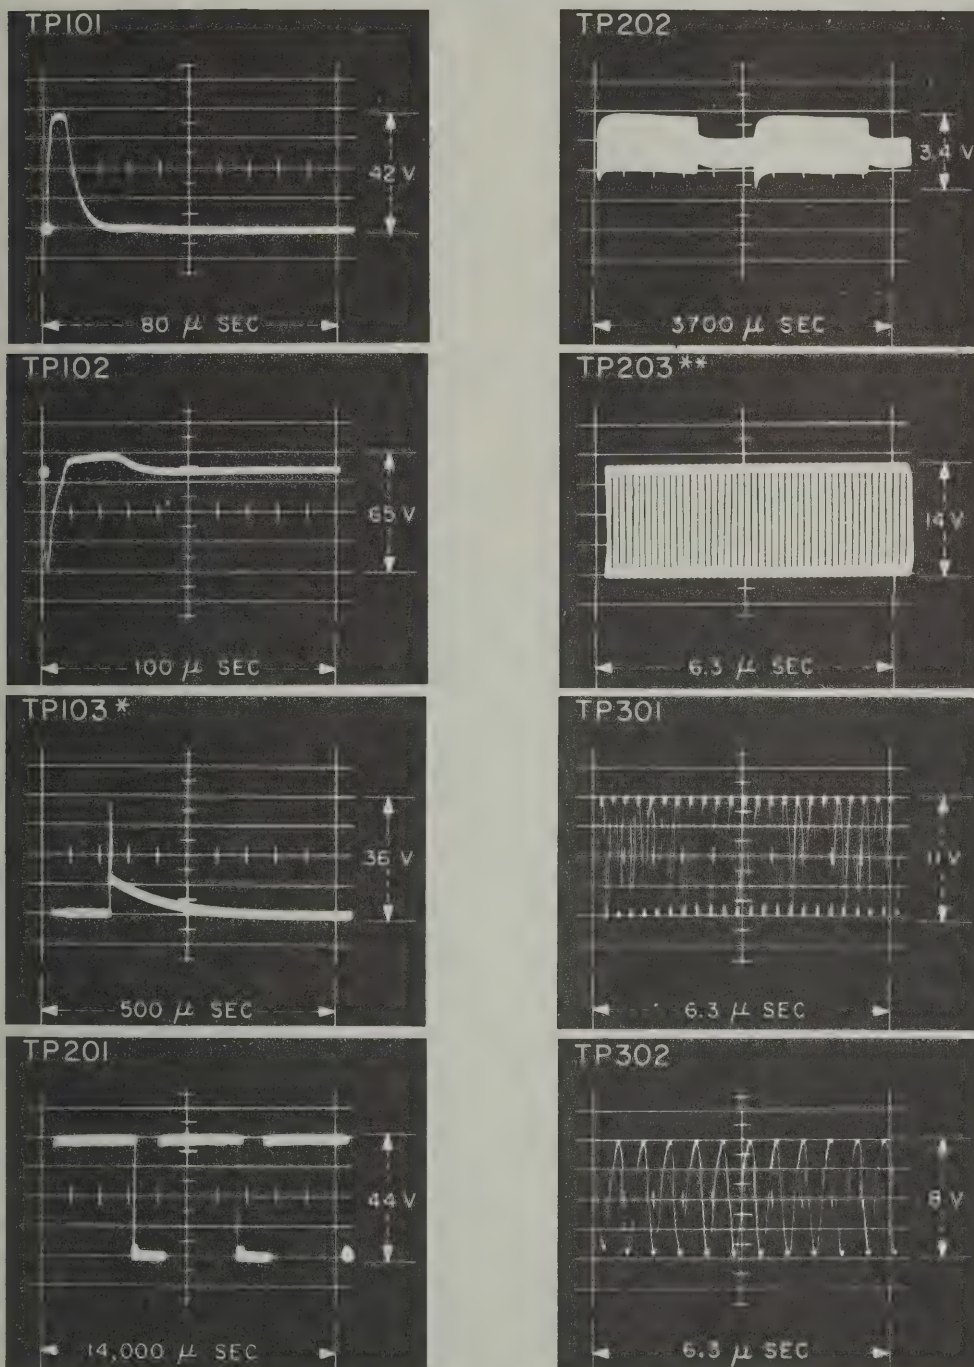 TP101
42 V
80 μ SEC
TP102
65 V
100 μ SEC
TP103*
36 V
500 μ SEC
TP201
44 V
14,000 μ SEC
TP202
3.4 V
3700 μ SEC
TP203**
14 V
6.3 μ SEC
TP301
11 V
6.3 μ SEC
TP302
8 V
6.3 μ SEC